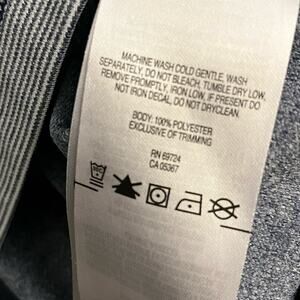 MACHINE WASH COLD GENTLE, WASH
SEPARATELY, DO NOT BLEACH, TUMBLE DRY LOW,
REMOVE PROMPTLY, IRON LOW, IF PRESENT DO
NOT IRON DECAL, DO NOT DRYCLEAN.
BODY: 100% POLYESTER
EXCLUSIVE OF TRIMMING
RN 69724
CA 05367